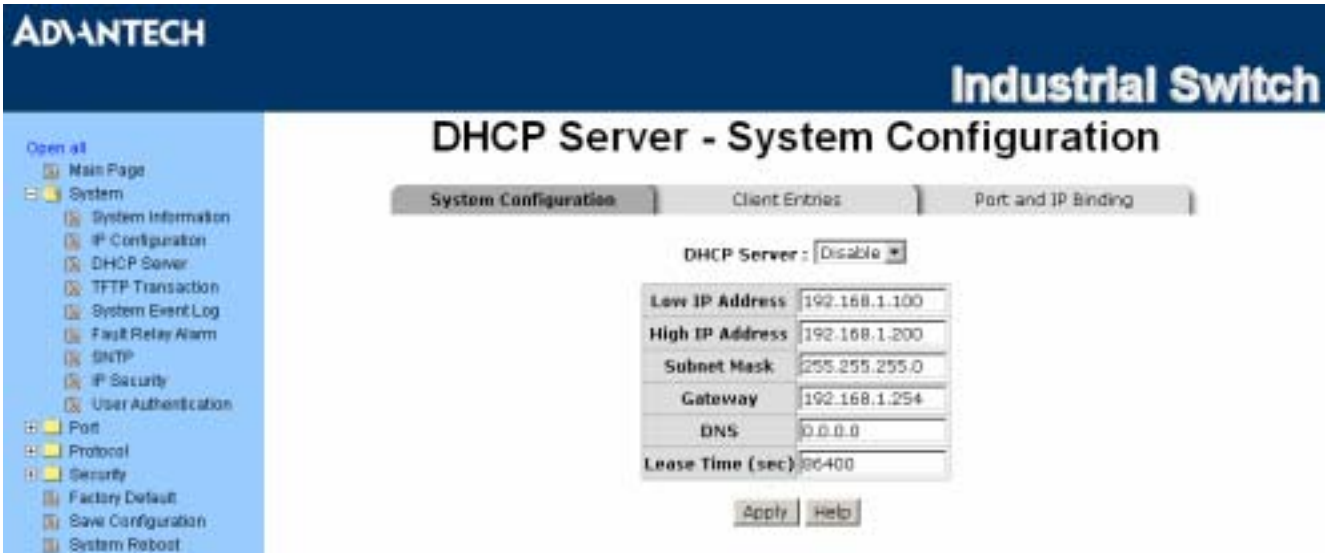 ADVANTECH
Industrial Switch
Open all
Main Page
System
System Information
IP Configuration
DHCP Server
TFTP Transaction
System Event Log
Fault Relay Alarm
SNTP
IP Security
User Authentication
Port
Protocol
Security
Factory Default
Save Configuration
System Reboot
DHCP Server - System Configuration
System Configuration Client Entries Port and IP Binding
DHCP Server : Disable
Low IP Address 192.168.1.100
High IP Address 192.168.1.200
Subnet Mask 255.255.255.0
Gateway 192.168.1.254
DNS 0.0.0.0
Lease Time (sec) 86400
Apply Help